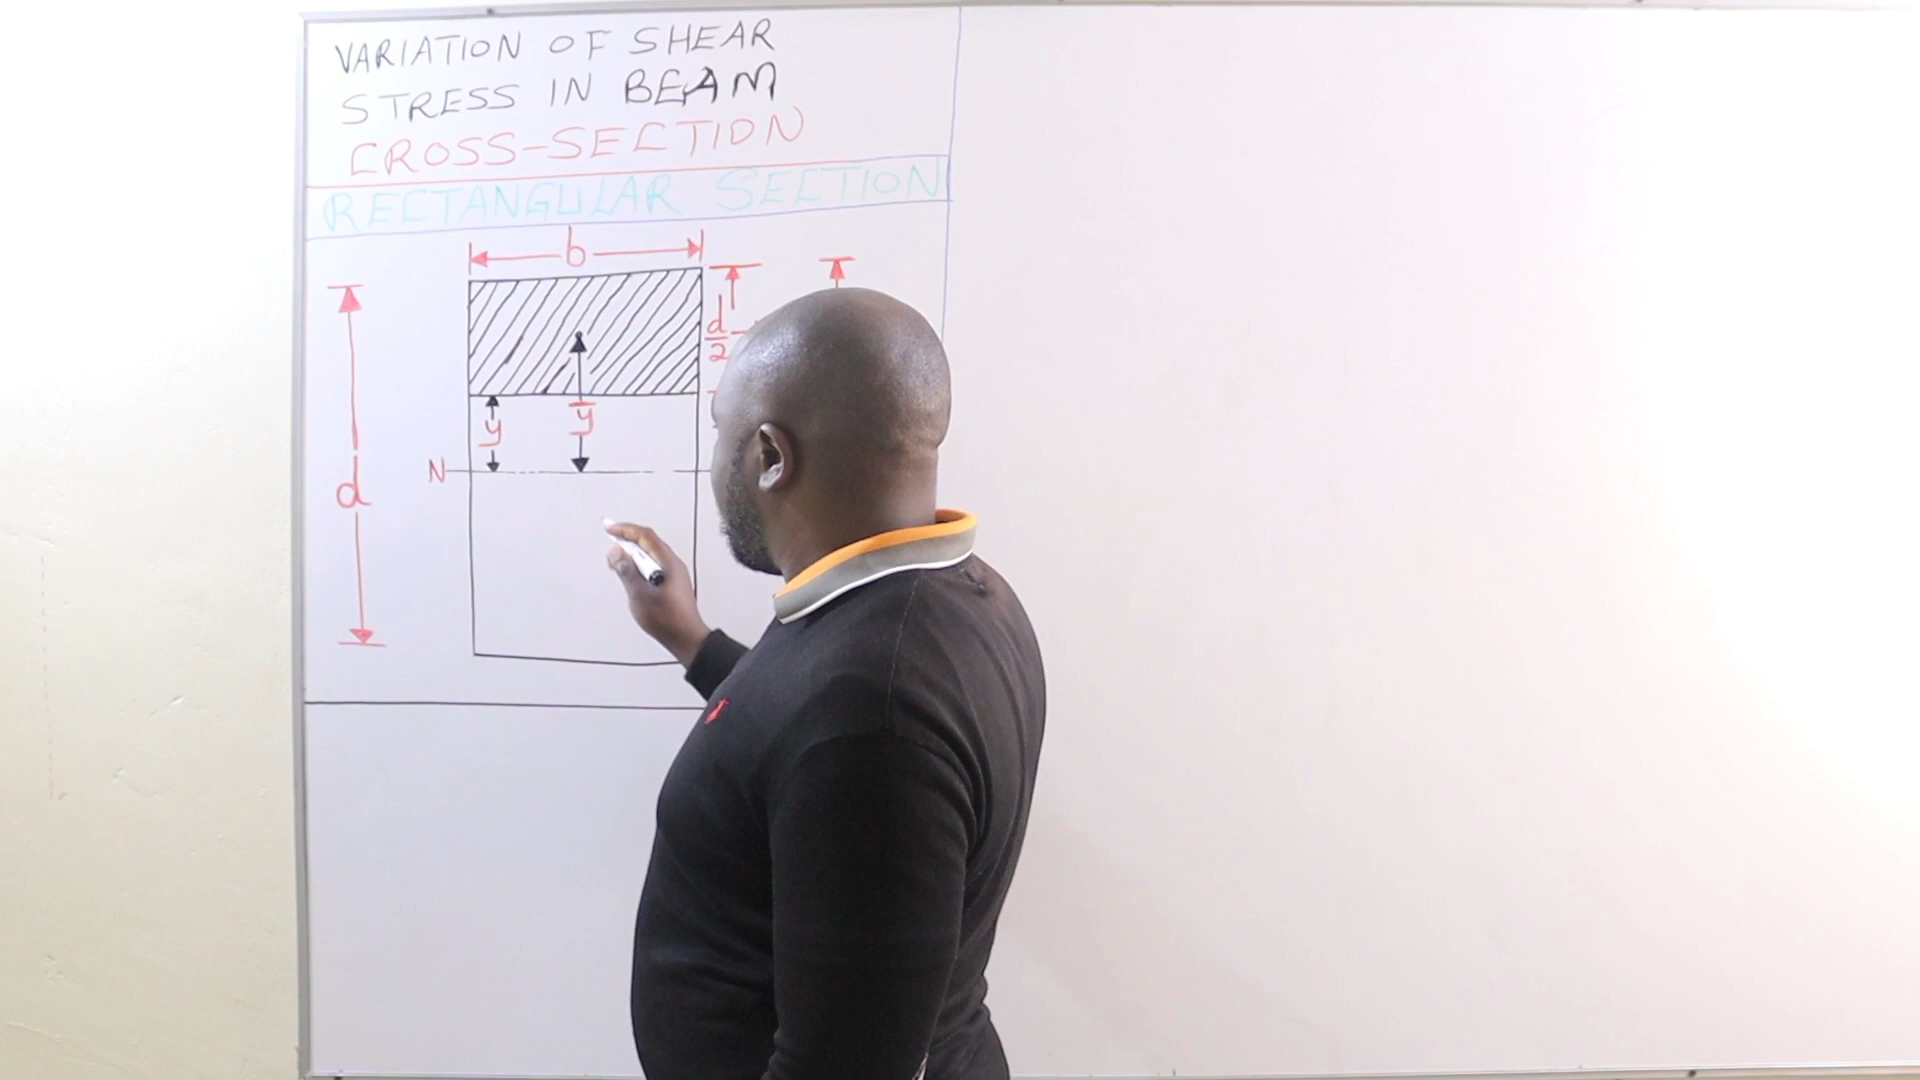 VARIATION OF SHEAR
STRESS IN BEAM
CROSS-SECTION
RECTANGULAR SECTION
b
d/2 -
y
ȳ
N
d